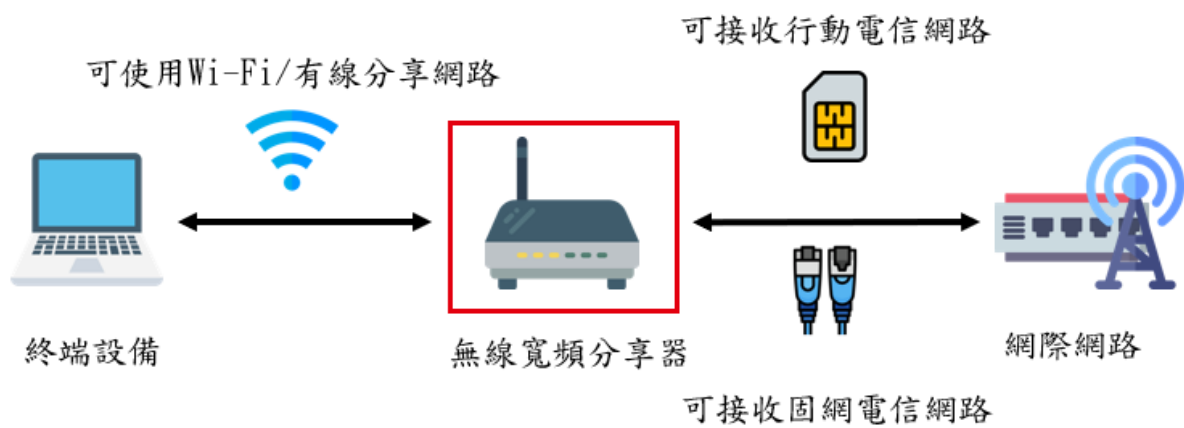 可接收行動電信網路
可使用Wi-Fi/有線分享網路
終端設備
無線寬頻分享器
網際網路
可接收固網電信網路